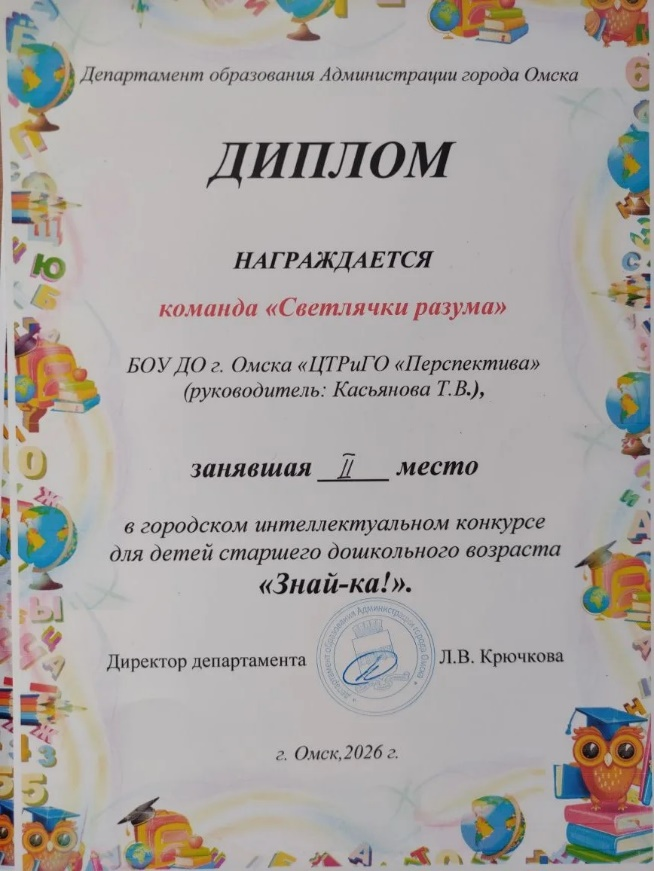 Департамент образования Администрации города Омска
ДИПЛОМ
НАГРАЖДАЕТСЯ
команда «Светлячки разума»
БОУ ДО г. Омска «ЦТРиГО «Перспектива»
(руководитель: Касьянова Т.В.),
занявшая II место
в городском интеллектуальном конкурсе
для детей старшего дошкольного возраста
«Знай-ка!».
Директор департамента
Л.В. Крючкова
г. Омск,2026 г.